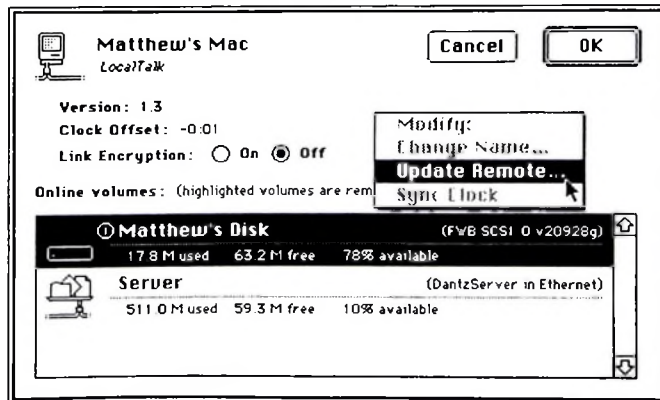 Matthew's Mac
LocalTalk
Cancel
OK
Version: 1.3
Clock Offset: -0:01
Link Encryption: On Off
Modify:
Change Name...
Update Remote...
Sync Clock
Online volumes: (highlighted volumes are rem
Matthew's Disk (FWB SCSI 0 v20928g)
17.8 M used 63.2 M free 78% available
Server (DantzServer in Ethernet)
511.0 M used 59.3 M free 10% available